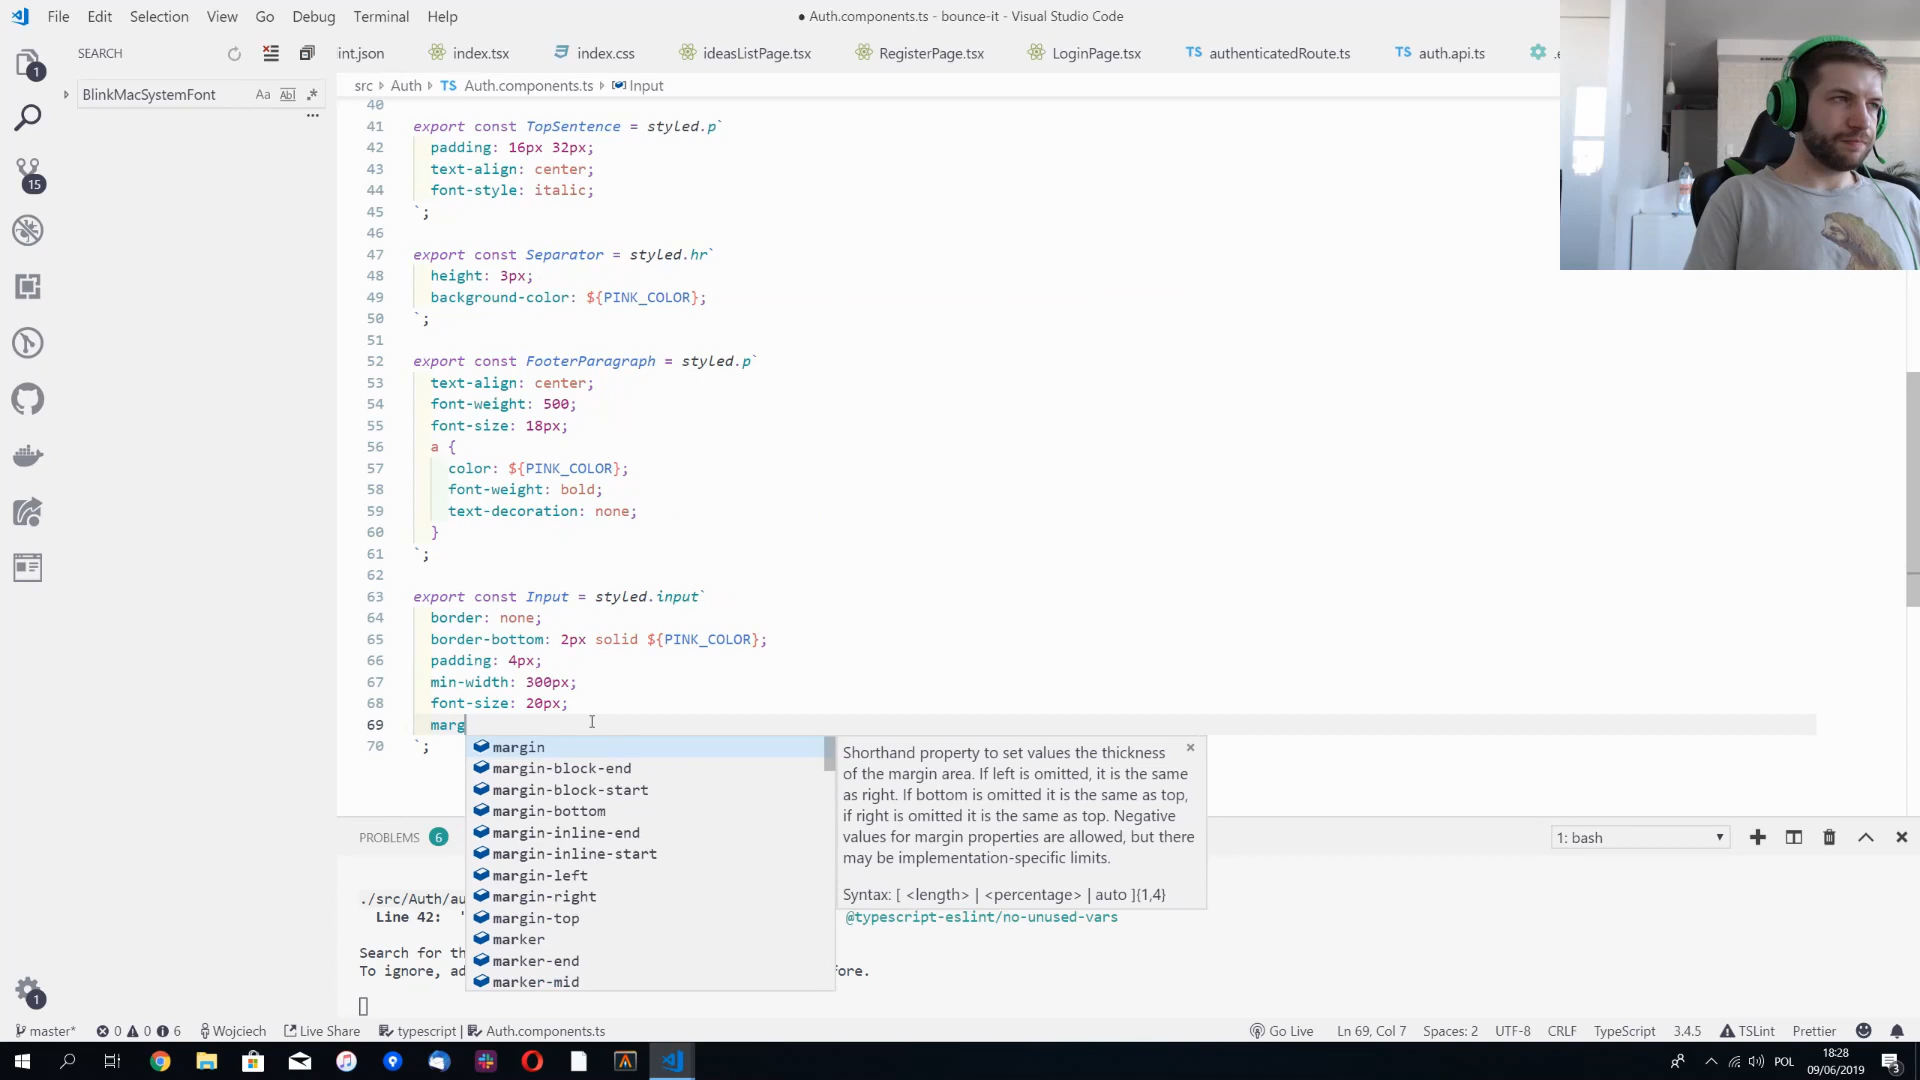 File Edit Selection View Go Debug Terminal Help
● Auth.components.ts - bounce-it - Visual Studio Code
SEARCH
int.json index.tsx index.css ideasListPage.tsx RegisterPage.tsx LoginPage.tsx TS authenticatedRoute.ts TS auth.api.ts .e
BlinkMacSystemFont Aa Abl .*
src Auth TS Auth.components.ts Input
1
15
40
41 export const TopSentence = styled.p`
42 padding: 16px 32px;
43 text-align: center;
44 font-style: italic;
45 `;
46
47 export const Separator = styled.hr`
48 height: 3px;
49 background-color: ${PINK_COLOR};
50 `;
51
52 export const FooterParagraph = styled.p`
53 text-align: center;
54 font-weight: 500;
55 font-size: 18px;
56 a {
57 color: ${PINK_COLOR};
58 font-weight: bold;
59 text-decoration: none;
60 }
61 `;
62
63 export const Input = styled.input`
64 border: none;
65 border-bottom: 2px solid ${PINK_COLOR};
66 padding: 4px;
67 min-width: 300px;
68 font-size: 20px;
69 marg
70 `;
margin
margin-block-end
margin-block-start
margin-bottom
margin-inline-end
margin-inline-start
margin-left
margin-right
margin-top
marker
marker-end
marker-mid
Shorthand property to set values the thickness
of the margin area. If left is omitted, it is the same
as right. If bottom is omitted it is the same as top,
if right is omitted it is the same as top. Negative
values for margin properties are allowed, but there
may be implementation-specific limits.
Syntax: [ <length> | <percentage> | auto ]{1,4}
PROBLEMS 6
1: bash
./src/Auth/au
Line 42: ' @typescript-eslint/no-unused-vars
Search for th
To ignore, ad ore.
1
master* 0 0 6 Wojciech Live Share typescript | Auth.components.ts Go Live Ln 69, Col 7 Spaces: 2 UTF-8 CRLF TypeScript 3.4.5 TSLint Prettier
POL
18:28
09/06/2019
3